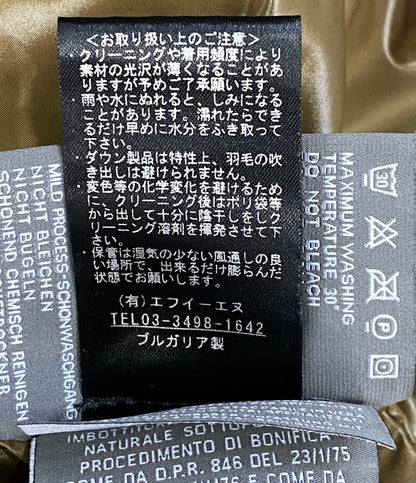 <お取り扱い上のご注意>
・クリーニングや着用頻度により
素材の光沢が薄くなることがあ
りますが予めご了承願います。
・雨や水にぬれると、しみになる
ことがあります。濡れたらでき
るだけ早めに水分をふき取って
下さい。
・ダウン製品は特性上、羽毛の吹
き出しは避けられません。
・変色等の化学変化を避けるため
に、クリーニング後はポリ袋等
から出して十分に陰干しをしク
リーニング溶剤を揮発させて下
さい。
・保管は湿気の少ない風通しの良
い場所で、出来るだけ膨らんだ
状態でお願いします。
(有)エフイーエヌ
TEL03-3498-1642
ブルガリア製
MAXIMUM WASHING
TEMPERATURE 30°
DO NOT BLEACH
30
MILD PROCESS-SCHONWASCHGANG
NICHT BLEICHEN
NICHT BÜGELN
SCHONEND CHEMISCH REINIGEN
IMBOTTITURA
NATURALE SOTTOPO
PROCEDIMENTO DI BONIFICA
COME DA D.P.R. 846 DEL 23/1/75
E COME DA